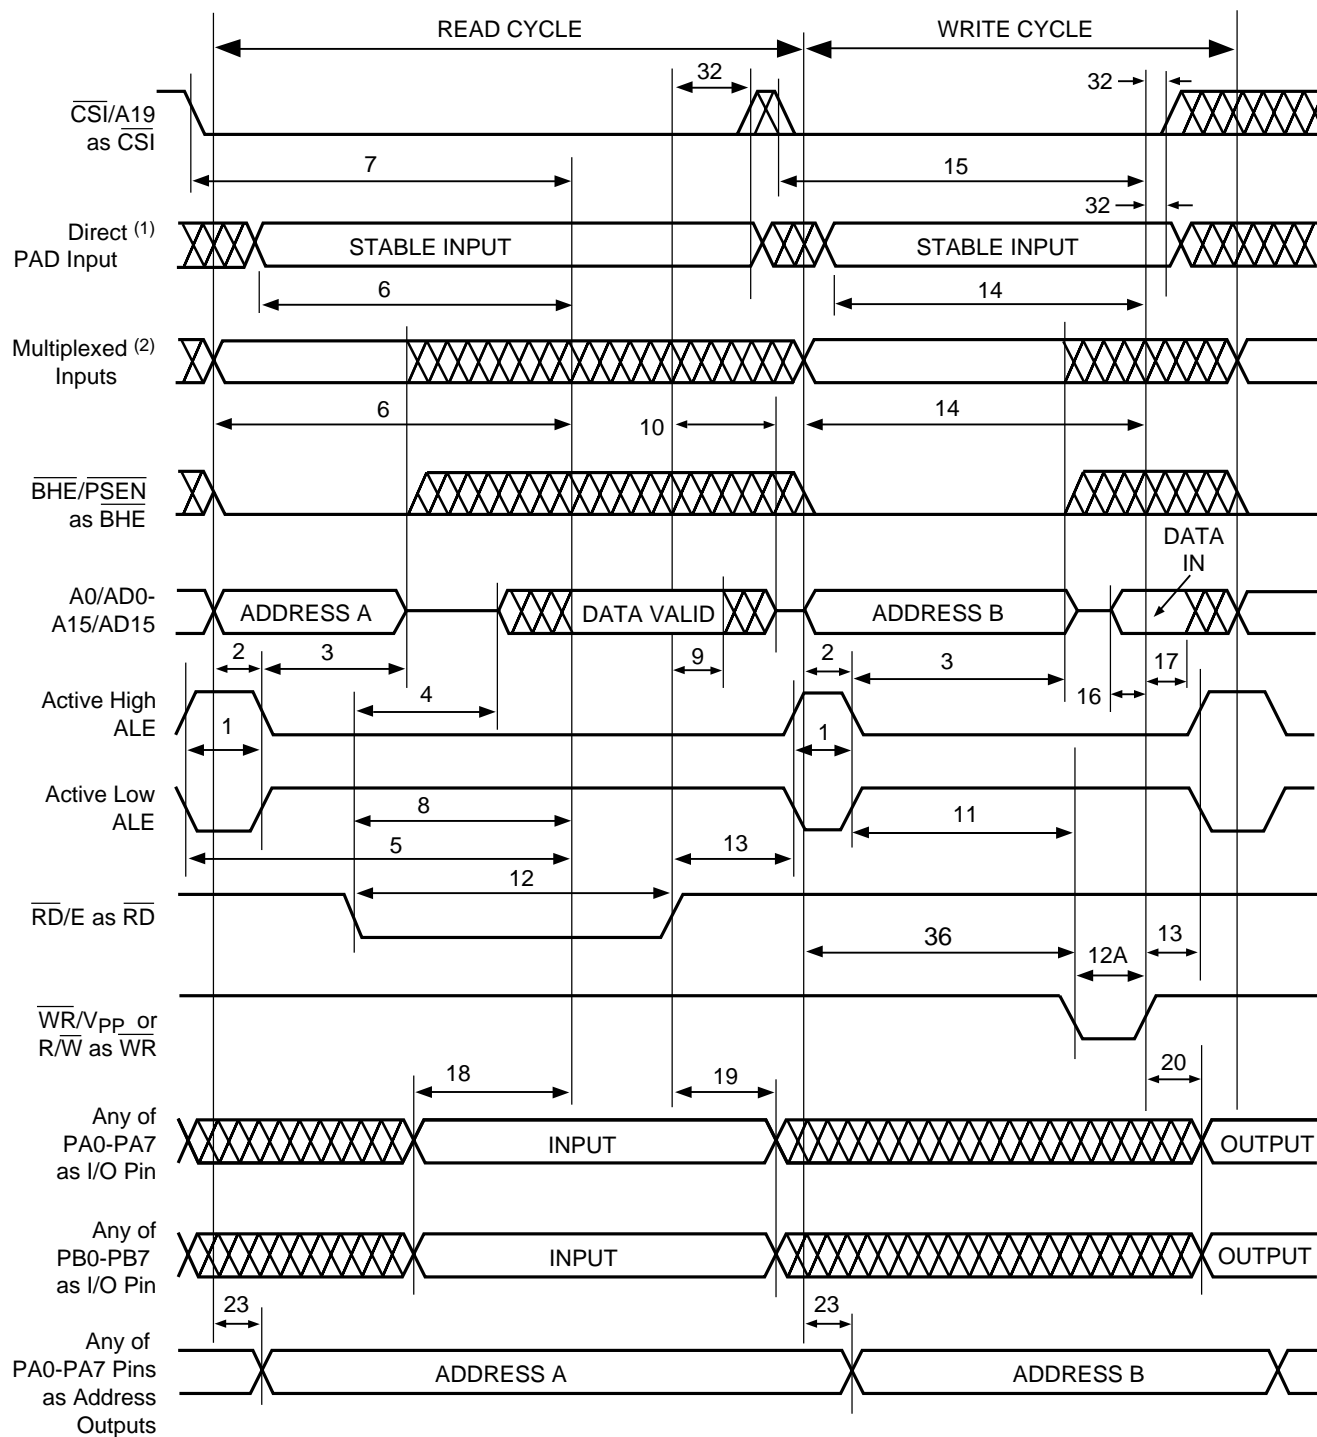 READ CYCLE
WRITE CYCLE
32
32
CSI/A19
as CSI
7
15
32
Direct (1)
PAD Input
STABLE INPUT
STABLE INPUT
6
14
Multiplexed (2)
Inputs
6
10
14
BHE/PSEN
as BHE
DATA
IN
A0/AD0-
A15/AD15
ADDRESS A
DATA VALID
ADDRESS B
2
3
9
2
3
17
4
16
Active High
ALE
1
1
Active Low
ALE
8
11
5
13
12
RD/E as RD
36
12A
13
WR/VPP or
R/W as WR
18
19
20
Any of
PA0-PA7
as I/O Pin
INPUT
OUTPUT
Any of
PB0-PB7
as I/O Pin
INPUT
OUTPUT
23
23
Any of
PA0-PA7 Pins
as Address
Outputs
ADDRESS A
ADDRESS B